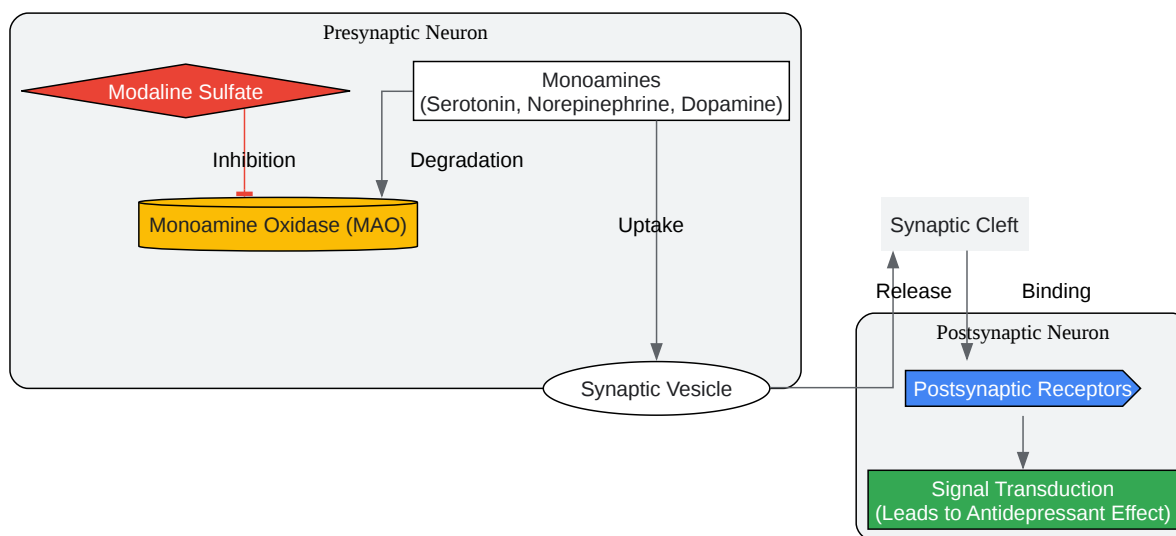 Presynaptic Neuron
Modaline Sulfate
Monoamines
(Serotonin, Norepinephrine, Dopamine)
Inhibition
Degradation
Monoamine Oxidase (MAO)
Uptake
Synaptic Cleft
Release
Binding
Postsynaptic Neuron
Synaptic Vesicle
Postsynaptic Receptors
Signal Transduction
(Leads to Antidepressant Effect)